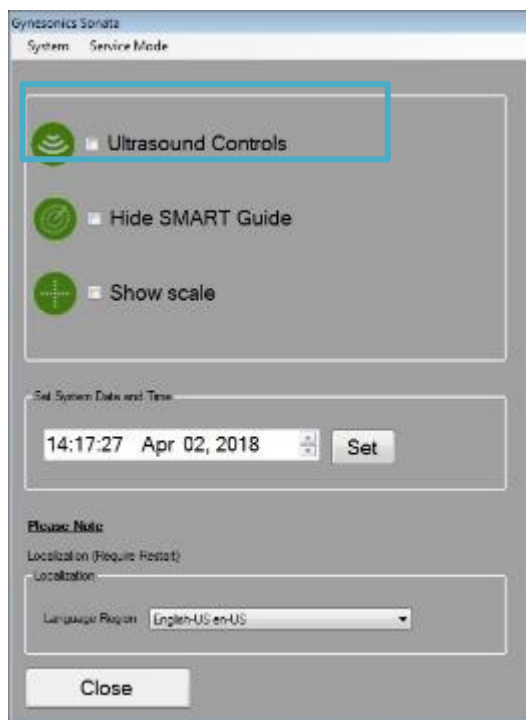 Gynesonics Sonata
System Service Mode
Ultrasound Controls
Hide SMART Guide
Show scale
Set System Date and Time
14:17:27 Apr 02, 2018
Set
Please Note
Localization (Require Restart)
Localization
Language Region English-US en-US
Close